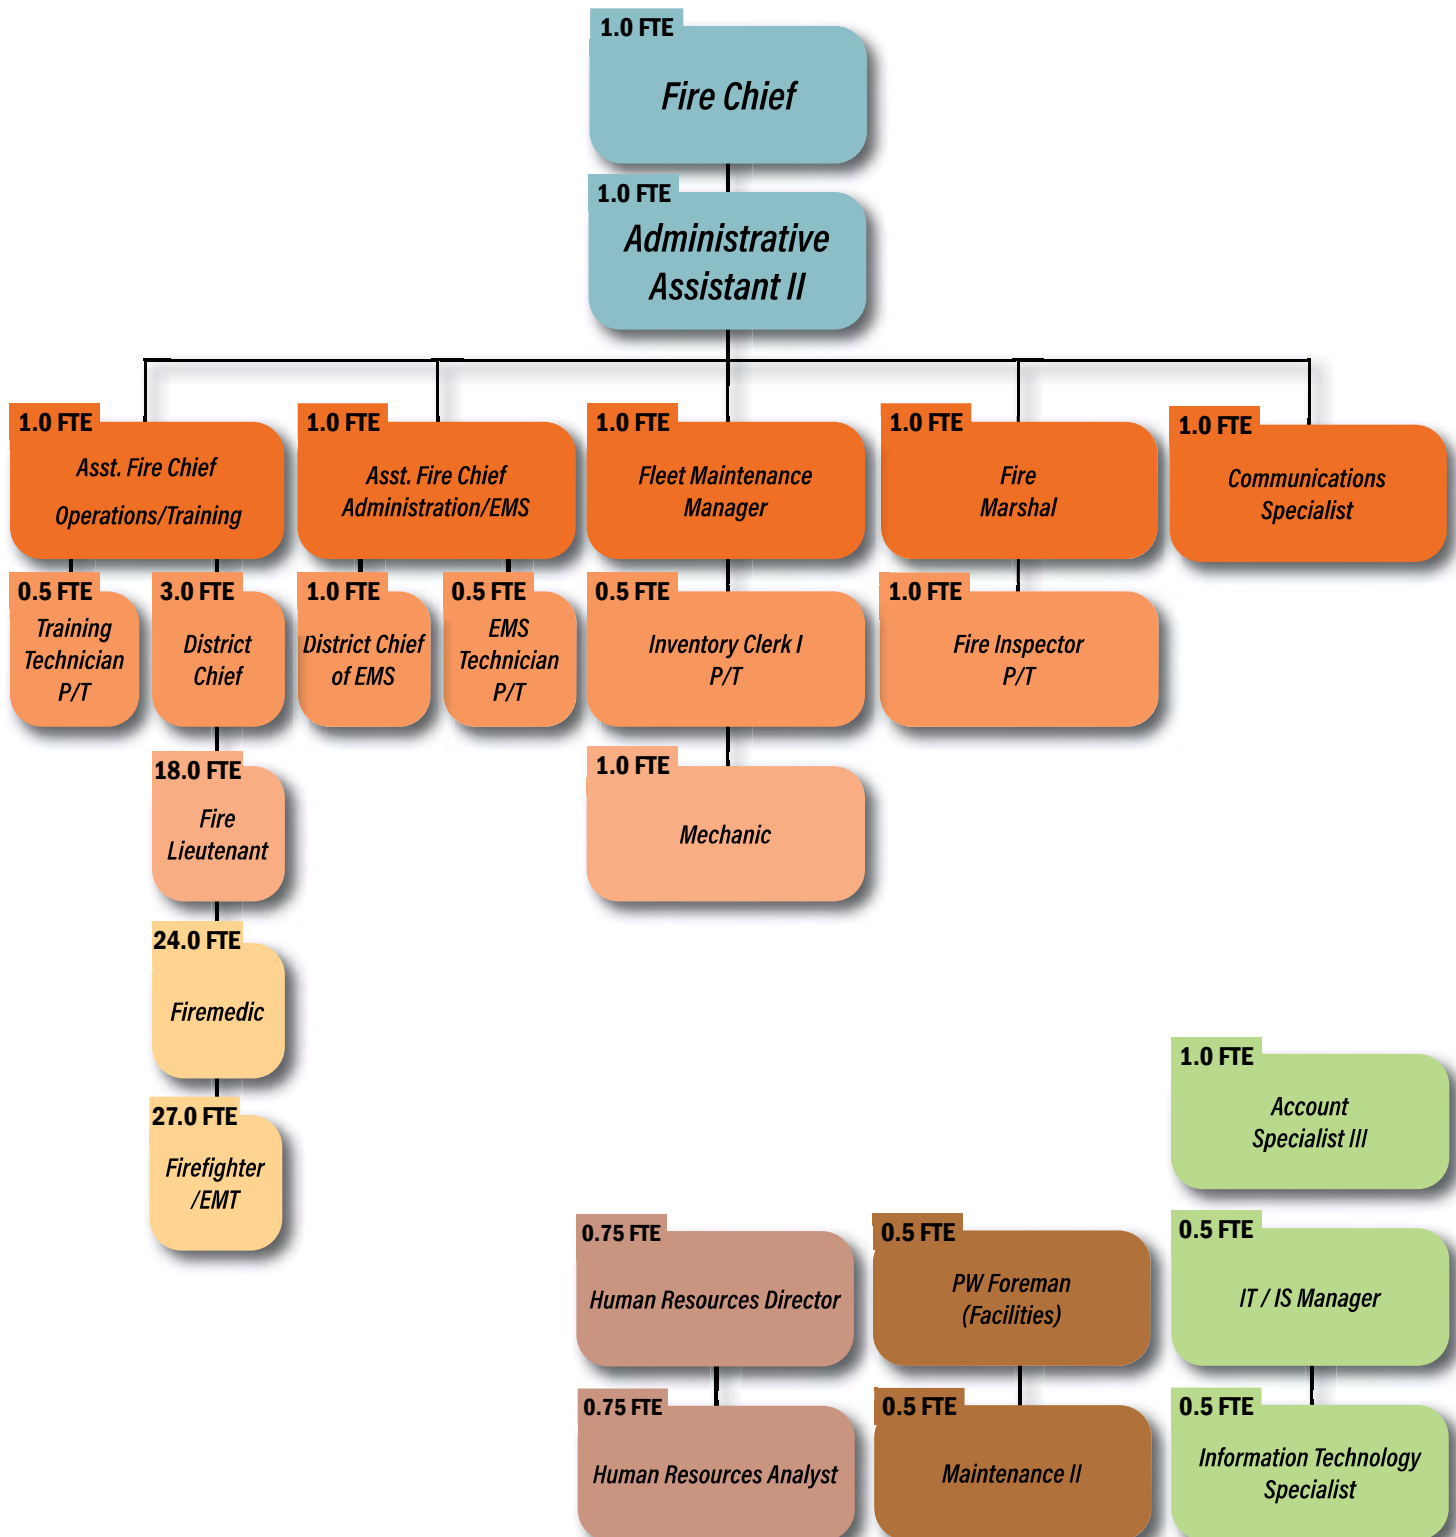 1.0 FTE
Fire Chief
1.0 FTE
Administrative
Assistant II
1.0 FTE
Asst. Fire Chief
Operations/Training
1.0 FTE
Asst. Fire Chief
Administration/EMS
1.0 FTE
Fleet Maintenance
Manager
1.0 FTE
Fire
Marshal
1.0 FTE
Communications
Specialist
0.5 FTE
Training
Technician
P/T
3.0 FTE
District
Chief
1.0 FTE
District Chief
of EMS
0.5 FTE
EMS
Technician
P/T
0.5 FTE
Inventory Clerk I
P/T
1.0 FTE
Fire Inspector
P/T
18.0 FTE
Fire
Lieutenant
1.0 FTE
Mechanic
24.0 FTE
Firemedic
27.0 FTE
Firefighter
/EMT
1.0 FTE
Account
Specialist III
0.75 FTE
Human Resources Director
0.5 FTE
PW Foreman
(Facilities)
0.5 FTE
IT / IS Manager
0.75 FTE
Human Resources Analyst
0.5 FTE
Maintenance II
0.5 FTE
Information Technology
Specialist